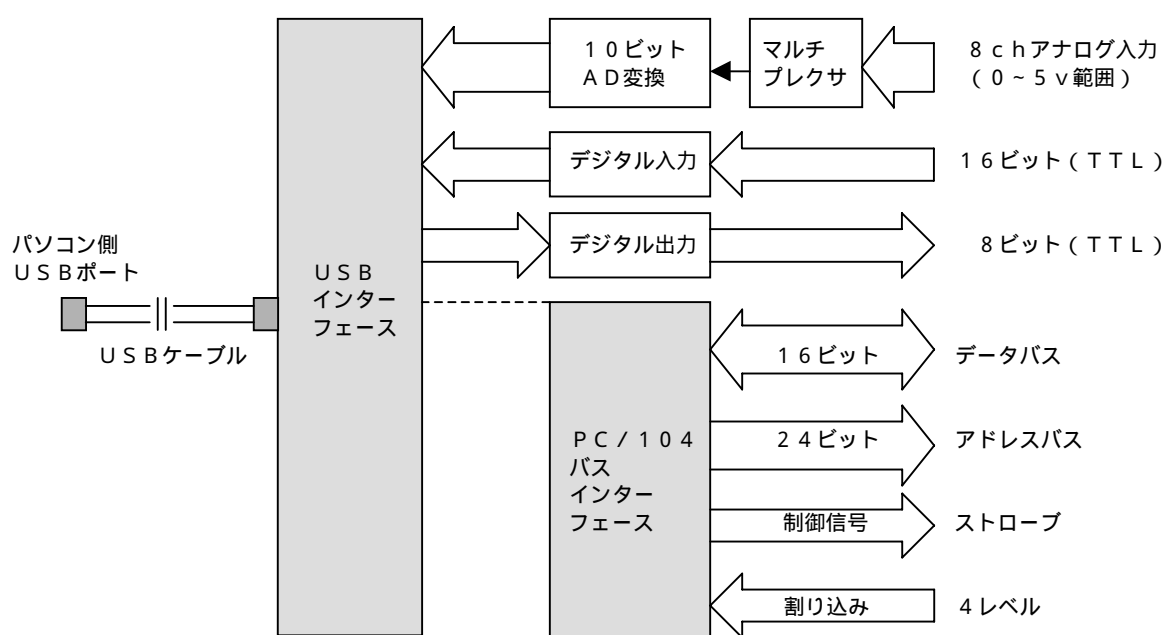 10ビット
AD変換
マルチ
プレクサ
8chアナログ入力
(0~5v範囲)
デジタル入力
16ビット(TTL)
デジタル出力
8ビット(TTL)
パソコン側
USBポート
USBケーブル
USB
インター
フェース
16ビット
データバス
PC/104
バス
インター
フェース
24ビット
アドレスバス
制御信号
ストローブ
割り込み
4レベル